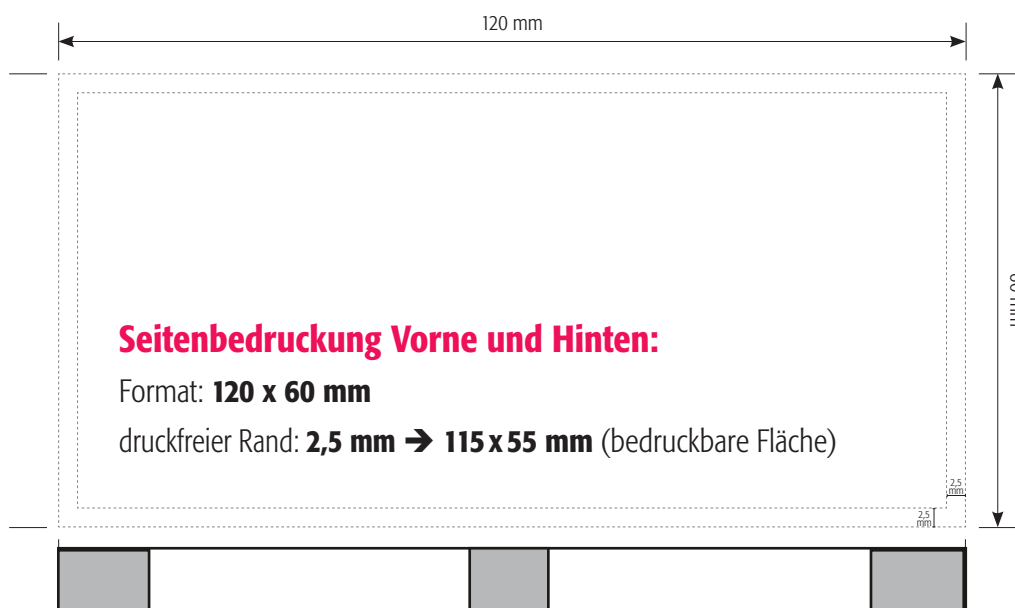 120 mm
Seitenbedruckung Vorne und Hinten:
Format: 120 x 60 mm
druckfreier Rand: 2,5 mm ➔ 115 x 55 mm (bedruckbare Fläche)
2,5
mm
2,5
mm